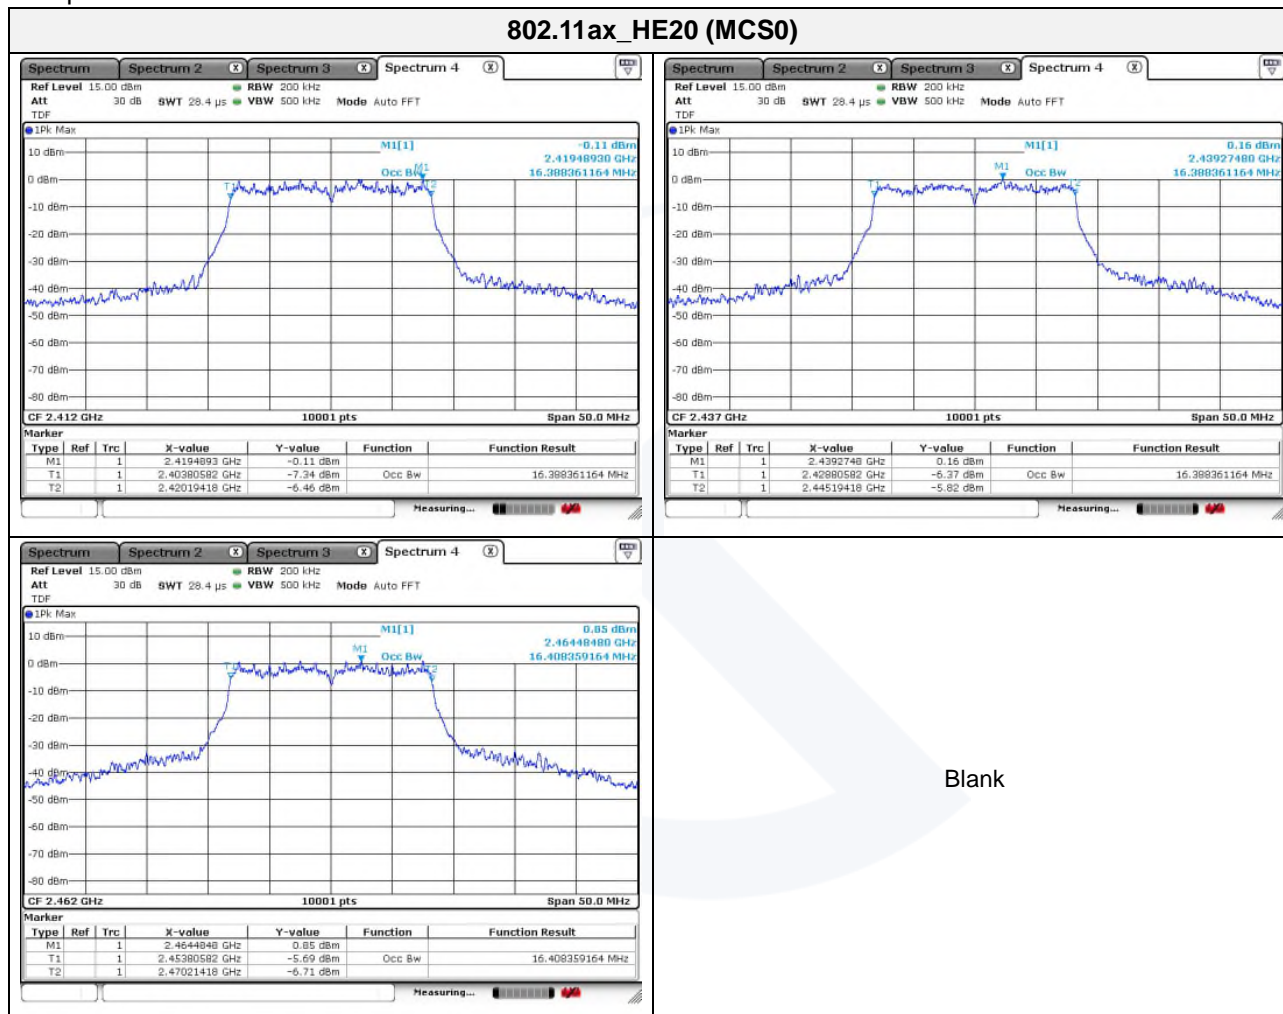 802.11ax_HE20 (MCS0)
Spectrum Spectrum 2 Spectrum 3 Spectrum 4
Ref Level 15.00 dBm RBW 200 kHz
Att 30 dB SWT 28.4 µs VBW 500 kHz Mode Auto FFT
TDF
1Pk Max
M1[1] -0.11 dBm
2.41948930 GHz
Occ Bw 16.388361164 MHz
M1
T1
T2
10 dBm
0 dBm
-10 dBm
-20 dBm
-30 dBm
-40 dBm
-50 dBm
-60 dBm
-70 dBm
-80 dBm
CF 2.412 GHz 10001 pts Span 50.0 MHz
Marker
Type Ref Trc X-value Y-value Function Function Result
M1 1 2.4194893 GHz -0.11 dBm
T1 1 2.40380582 GHz -7.34 dBm Occ Bw 16.388361164 MHz
T2 1 2.42019418 GHz -6.46 dBm
Measuring...
Spectrum Spectrum 2 Spectrum 3 Spectrum 4
Ref Level 15.00 dBm RBW 200 kHz
Att 30 dB SWT 28.4 µs VBW 500 kHz Mode Auto FFT
TDF
1Pk Max
M1[1] 0.16 dBm
2.43927480 GHz
Occ Bw 16.388361164 MHz
M1
T1
T2
10 dBm
0 dBm
-10 dBm
-20 dBm
-30 dBm
-40 dBm
-50 dBm
-60 dBm
-70 dBm
-80 dBm
CF 2.437 GHz 10001 pts Span 50.0 MHz
Marker
Type Ref Trc X-value Y-value Function Function Result
M1 1 2.4392748 GHz 0.16 dBm
T1 1 2.42880582 GHz -6.37 dBm Occ Bw 16.388361164 MHz
T2 1 2.44519418 GHz -5.82 dBm
Measuring...
Spectrum Spectrum 2 Spectrum 3 Spectrum 4
Ref Level 15.00 dBm RBW 200 kHz
Att 30 dB SWT 28.4 µs VBW 500 kHz Mode Auto FFT
TDF
1Pk Max
M1[1] 0.85 dBm
2.46448480 GHz
Occ Bw 16.408359164 MHz
M1
T1
T2
10 dBm
0 dBm
-10 dBm
-20 dBm
-30 dBm
-40 dBm
-50 dBm
-60 dBm
-70 dBm
-80 dBm
CF 2.462 GHz 10001 pts Span 50.0 MHz
Marker
Type Ref Trc X-value Y-value Function Function Result
M1 1 2.4644848 GHz 0.85 dBm
T1 1 2.45380582 GHz -5.69 dBm Occ Bw 16.408359164 MHz
T2 1 2.47021418 GHz -6.71 dBm
Measuring...
Blank